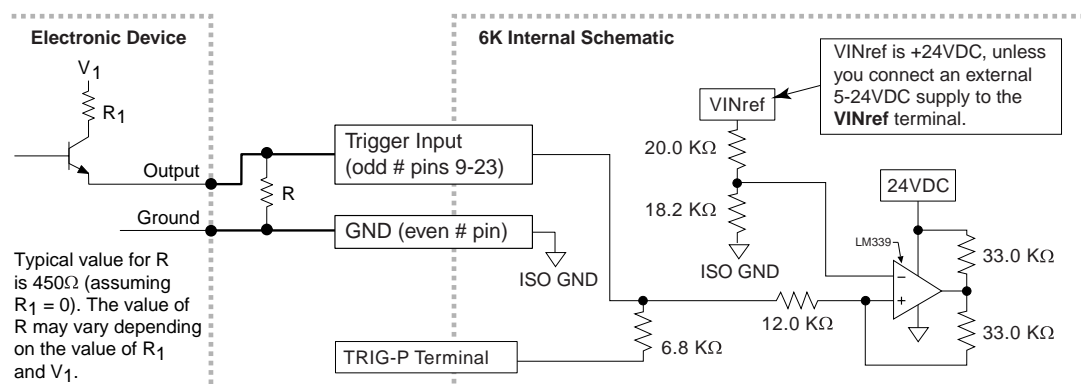 Electronic Device
6K Internal Schematic
V1
R1
Output
Ground
R
Typical value for R
is 450Ω (assuming
R1 = 0). The value of
R may vary depending
on the value of R1
and V1.
Trigger Input
(odd # pins 9-23)
GND (even # pin)
ISO GND
TRIG-P Terminal
6.8 KΩ
12.0 KΩ
VINref
20.0 KΩ
18.2 KΩ
ISO GND
VINref is +24VDC, unless
you connect an external
5-24VDC supply to the
VINref terminal.
24VDC
LM339
−
+
33.0 KΩ
33.0 KΩ